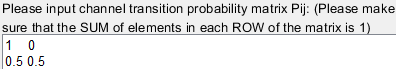 Please input channel transition probability matrix Pij: (Please make
sure that the SUM of elements in each ROW of the matrix is 1)
1 0
0.5 0.5